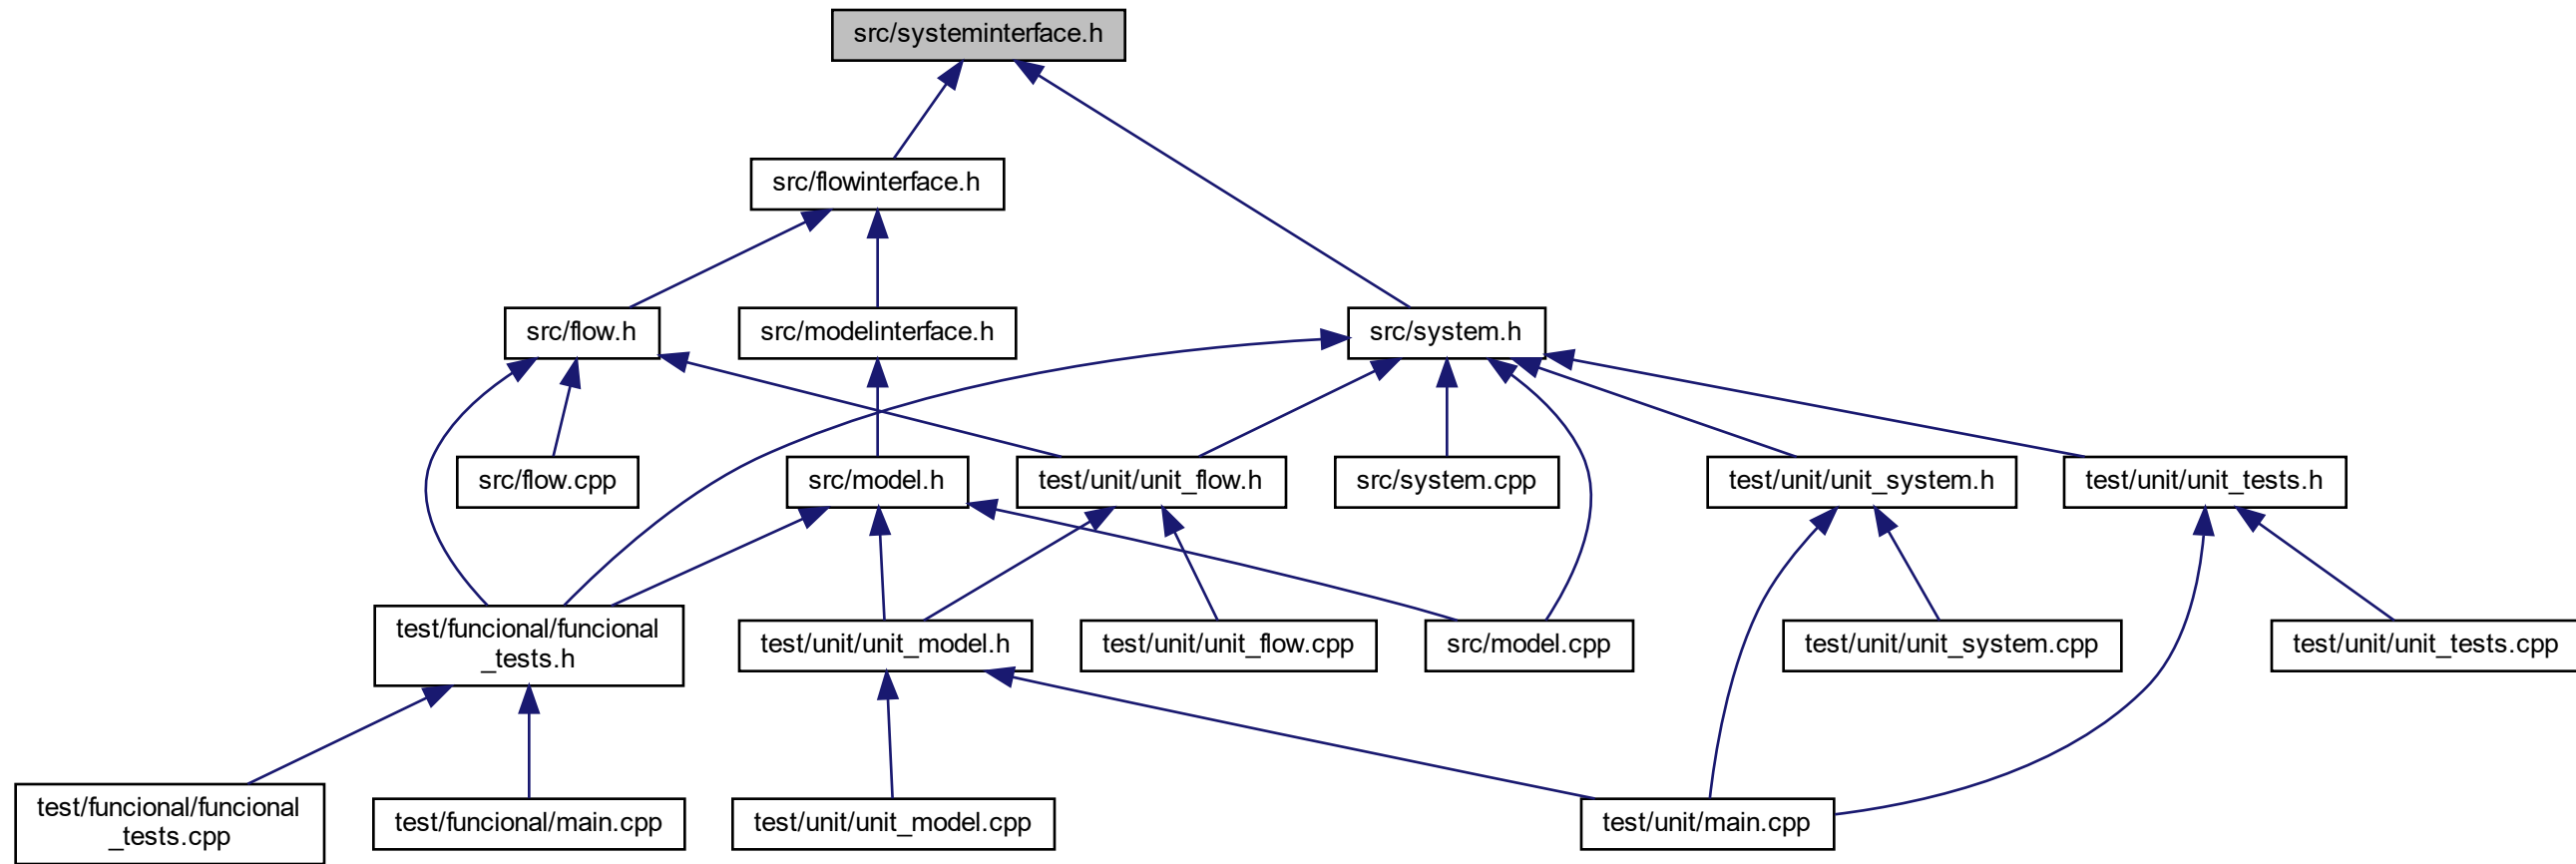 src/systeminterface.h
src/flowinterface.h
src/flow.h
src/modelinterface.h
src/system.h
src/flow.cpp
src/model.h
test/unit/unit_flow.h
src/system.cpp
test/unit/unit_system.h
test/unit/unit_tests.h
test/funcional/funcional
_tests.h
test/unit/unit_model.h
test/unit/unit_flow.cpp
src/model.cpp
test/unit/unit_system.cpp
test/unit/unit_tests.cpp
test/funcional/funcional
_tests.cpp
test/funcional/main.cpp
test/unit/unit_model.cpp
test/unit/main.cpp